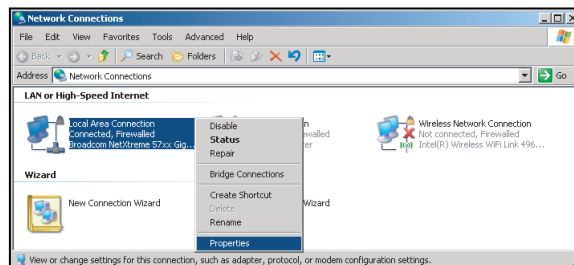 Network Connections
File Edit View Favorites Tools Advanced Help
Back Search Folders
Address Network Connections Go
LAN or High-Speed Internet
Local Area Connection
Connected, Firewalled
Broadcom NetXtreme 57xx Gig...
n
ewalled
ter
Wireless Network Connection
Not connected, Firewalled
Intel(R) Wireless WiFi Link 496...
Disable
Status
Repair
Bridge Connections
Create Shortcut
Delete
Rename
Properties
Wizard
New Connection Wizard
Wizard
View or change settings for this connection, such as adapter, protocol, or modem configuration settings.